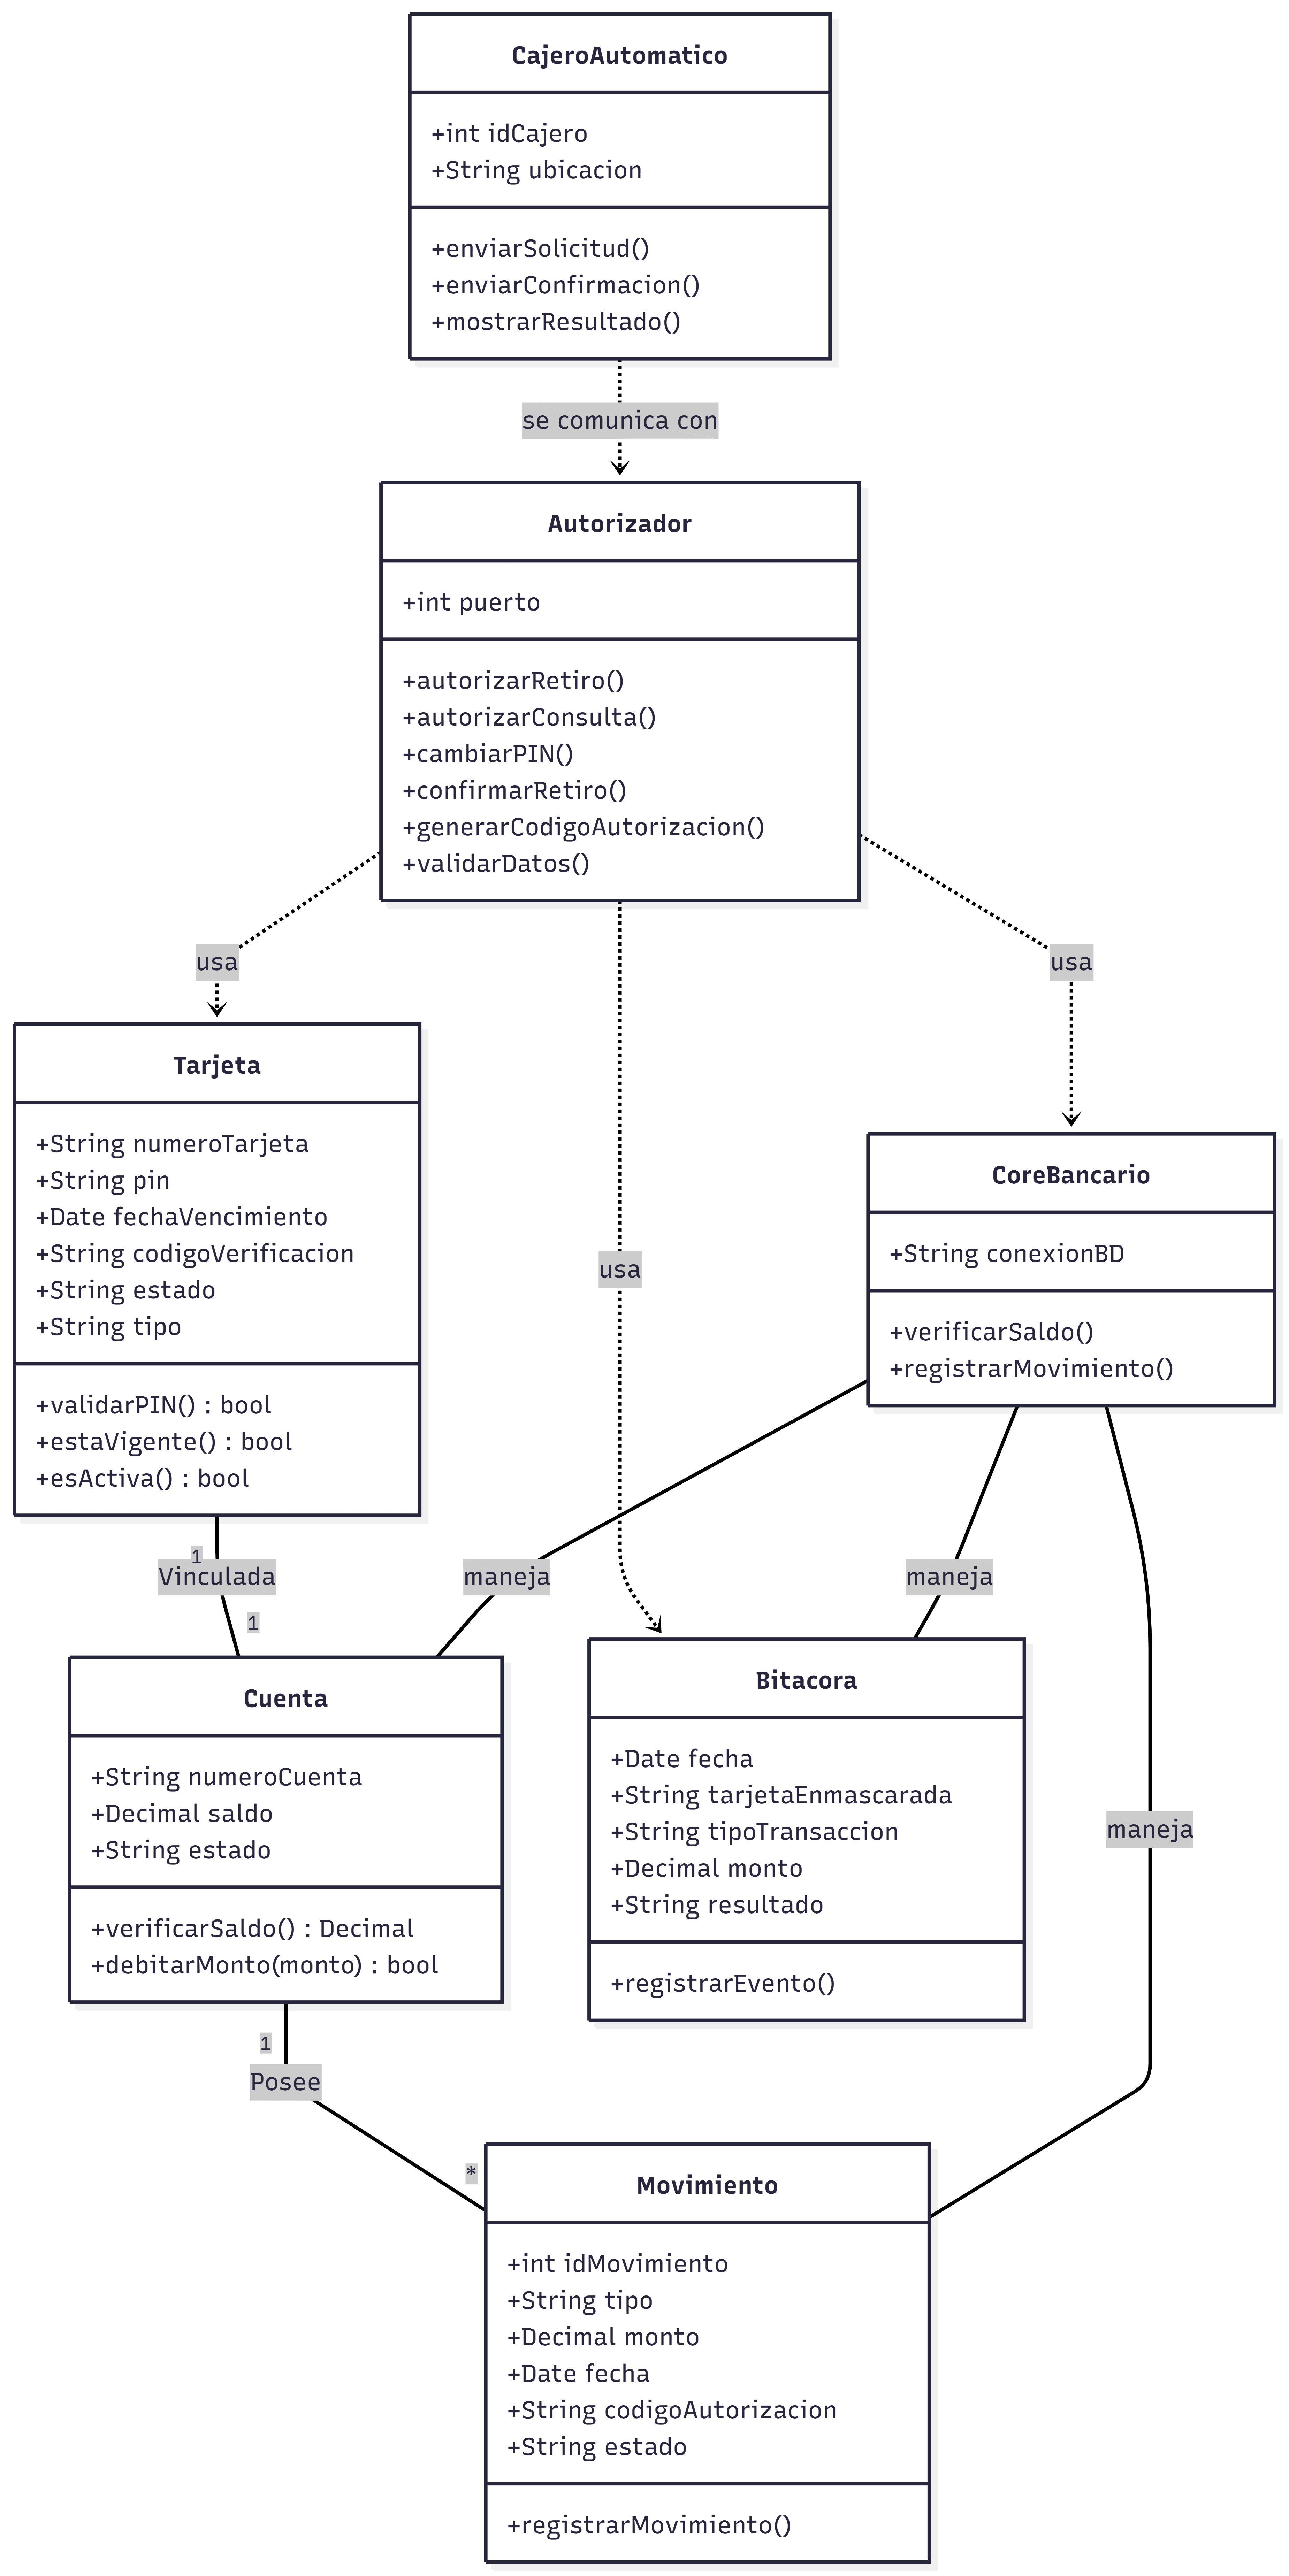 CajeroAutomatico
+int idCajero
+String ubicacion
+enviarSolicitud()
+enviarConfirmacion()
+mostrarResultado()
se comunica con
Autorizador
+int puerto
+autorizarRetiro()
+autorizarConsulta()
+cambiarPIN()
+confirmarRetiro()
+generarCodigoAutorizacion()
+validarDatos()
usa
usa
usa
Tarjeta
+String numeroTarjeta
+String pin
+Date fechaVencimiento
+String codigoVerificacion
+String estado
+String tipo
+validarPIN() : bool
+estaVigente() : bool
+esActiva() : bool
CoreBancario
+String conexionBD
+verificarSaldo()
+registrarMovimiento()
1
Vinculada
1
maneja
maneja
maneja
Cuenta
+String numeroCuenta
+Decimal saldo
+String estado
+verificarSaldo() : Decimal
+debitarMonto(monto) : bool
Bitacora
+Date fecha
+String tarjetaEnmascarada
+String tipoTransaccion
+Decimal monto
+String resultado
+registrarEvento()
1
Posee
*
Movimiento
+int idMovimiento
+String tipo
+Decimal monto
+Date fecha
+String codigoAutorizacion
+String estado
+registrarMovimiento()